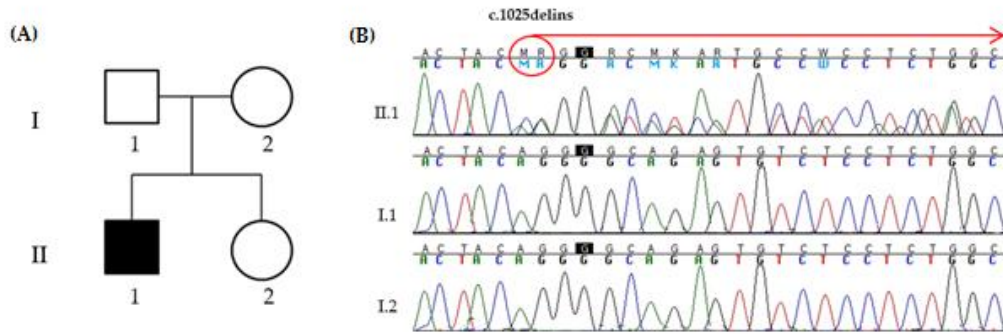 c.1025delins
(A)
(B)
A C T A C M R G G R C M K A R T G C C W C C T C T G G C
A C T A C M R G G R C M K A R T G C C W C C T C T G G C
I
1
2
II.1
A C T A C A G G G G C A G A G T G T C T C C T C T G G C
A C T A C A G G G G C A G A G T G T C T C C T C T G G C
I.1
II
1
2
A C T A C A G G G G C A G A G T G T C T C C T C T G G C
A C T A C A G G G G C A G A G T G T C T C C T C T G G C
I.2